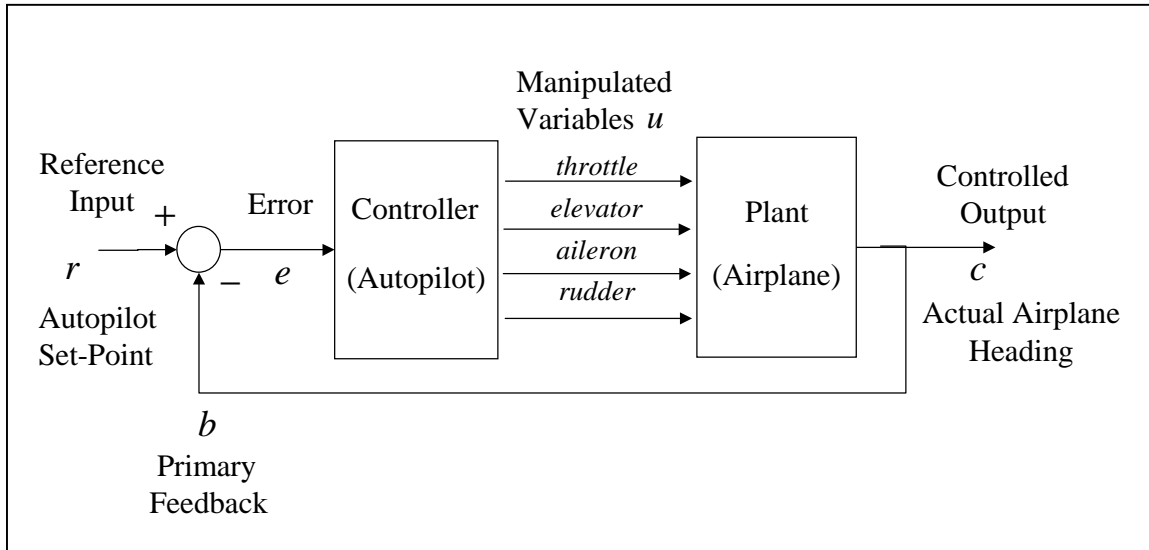 Manipulated
Variables u
Reference
Input
+
r
−
Autopilot
Set-Point
Error
e
Controller
(Autopilot)
throttle
elevator
aileron
rudder
Plant
(Airplane)
Controlled
Output
c
Actual Airplane
Heading
b
Primary
Feedback